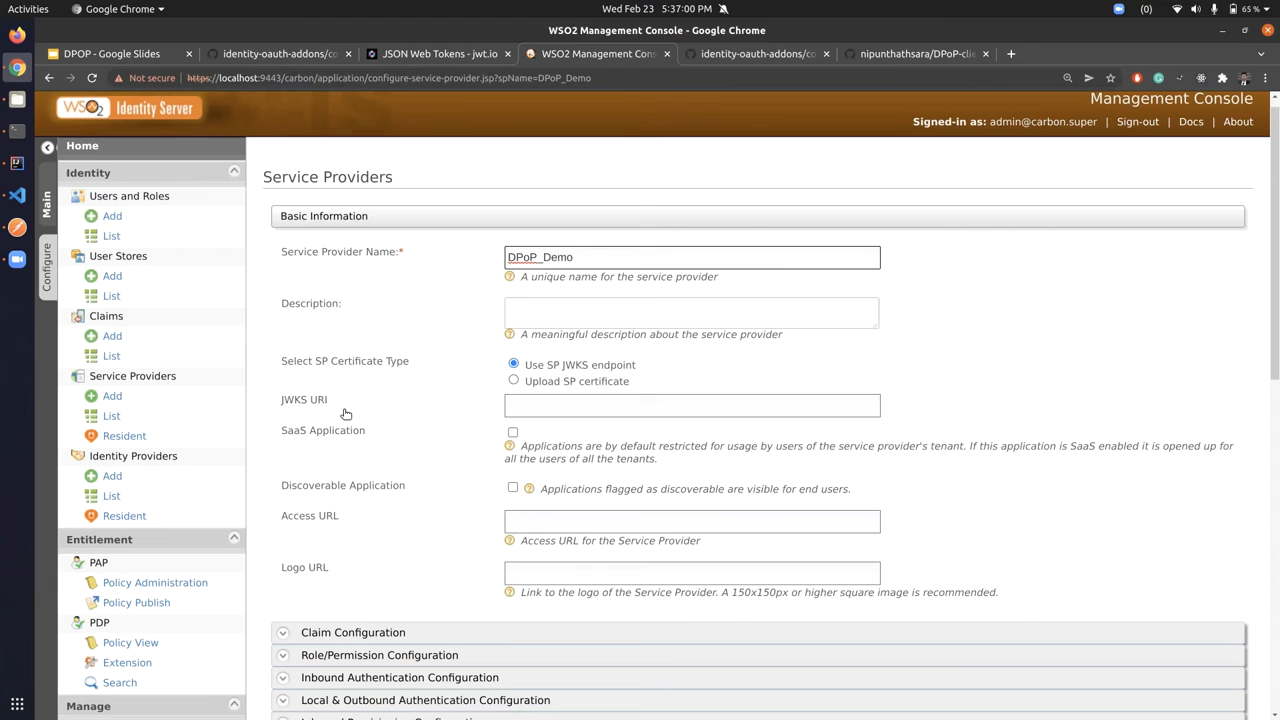 Activities
Google Chrome
Wed Feb 23 5:37:00 PM
(0)
65 %
WSO2 Management Console - Google Chrome
DPOP - Google Slides
identity-oauth-addons/co
JSON Web Tokens - jwt.io
WSO2 Management Cons
identity-oauth-addons/co
nipunthathsara/DPoP-clie
Not secure
https://localhost:9443/carbon/application/configure-service-provider.jsp?spName=DPoP_Demo
WSO2 Identity Server
Management Console
Signed-in as: admin@carbon.super | Sign-out | Docs | About
Main
Configure
Home
Identity
Users and Roles
Add
List
User Stores
Add
List
Claims
Add
List
Service Providers
Add
List
Resident
Identity Providers
Add
List
Resident
Entitlement
PAP
Policy Administration
Policy Publish
PDP
Policy View
Extension
Search
Manage
Service Providers
Basic Information
Service Provider Name:*
DPoP_Demo
A unique name for the service provider
Description:
A meaningful description about the service provider
Select SP Certificate Type
Use SP JWKS endpoint
Upload SP certificate
JWKS URI
SaaS Application
Applications are by default restricted for usage by users of the service provider's tenant. If this application is SaaS enabled it is opened up for
all the users of all the tenants.
Discoverable Application
Applications flagged as discoverable are visible for end users.
Access URL
Access URL for the Service Provider
Logo URL
Link to the logo of the Service Provider. A 150x150px or higher square image is recommended.
Claim Configuration
Role/Permission Configuration
Inbound Authentication Configuration
Local & Outbound Authentication Configuration